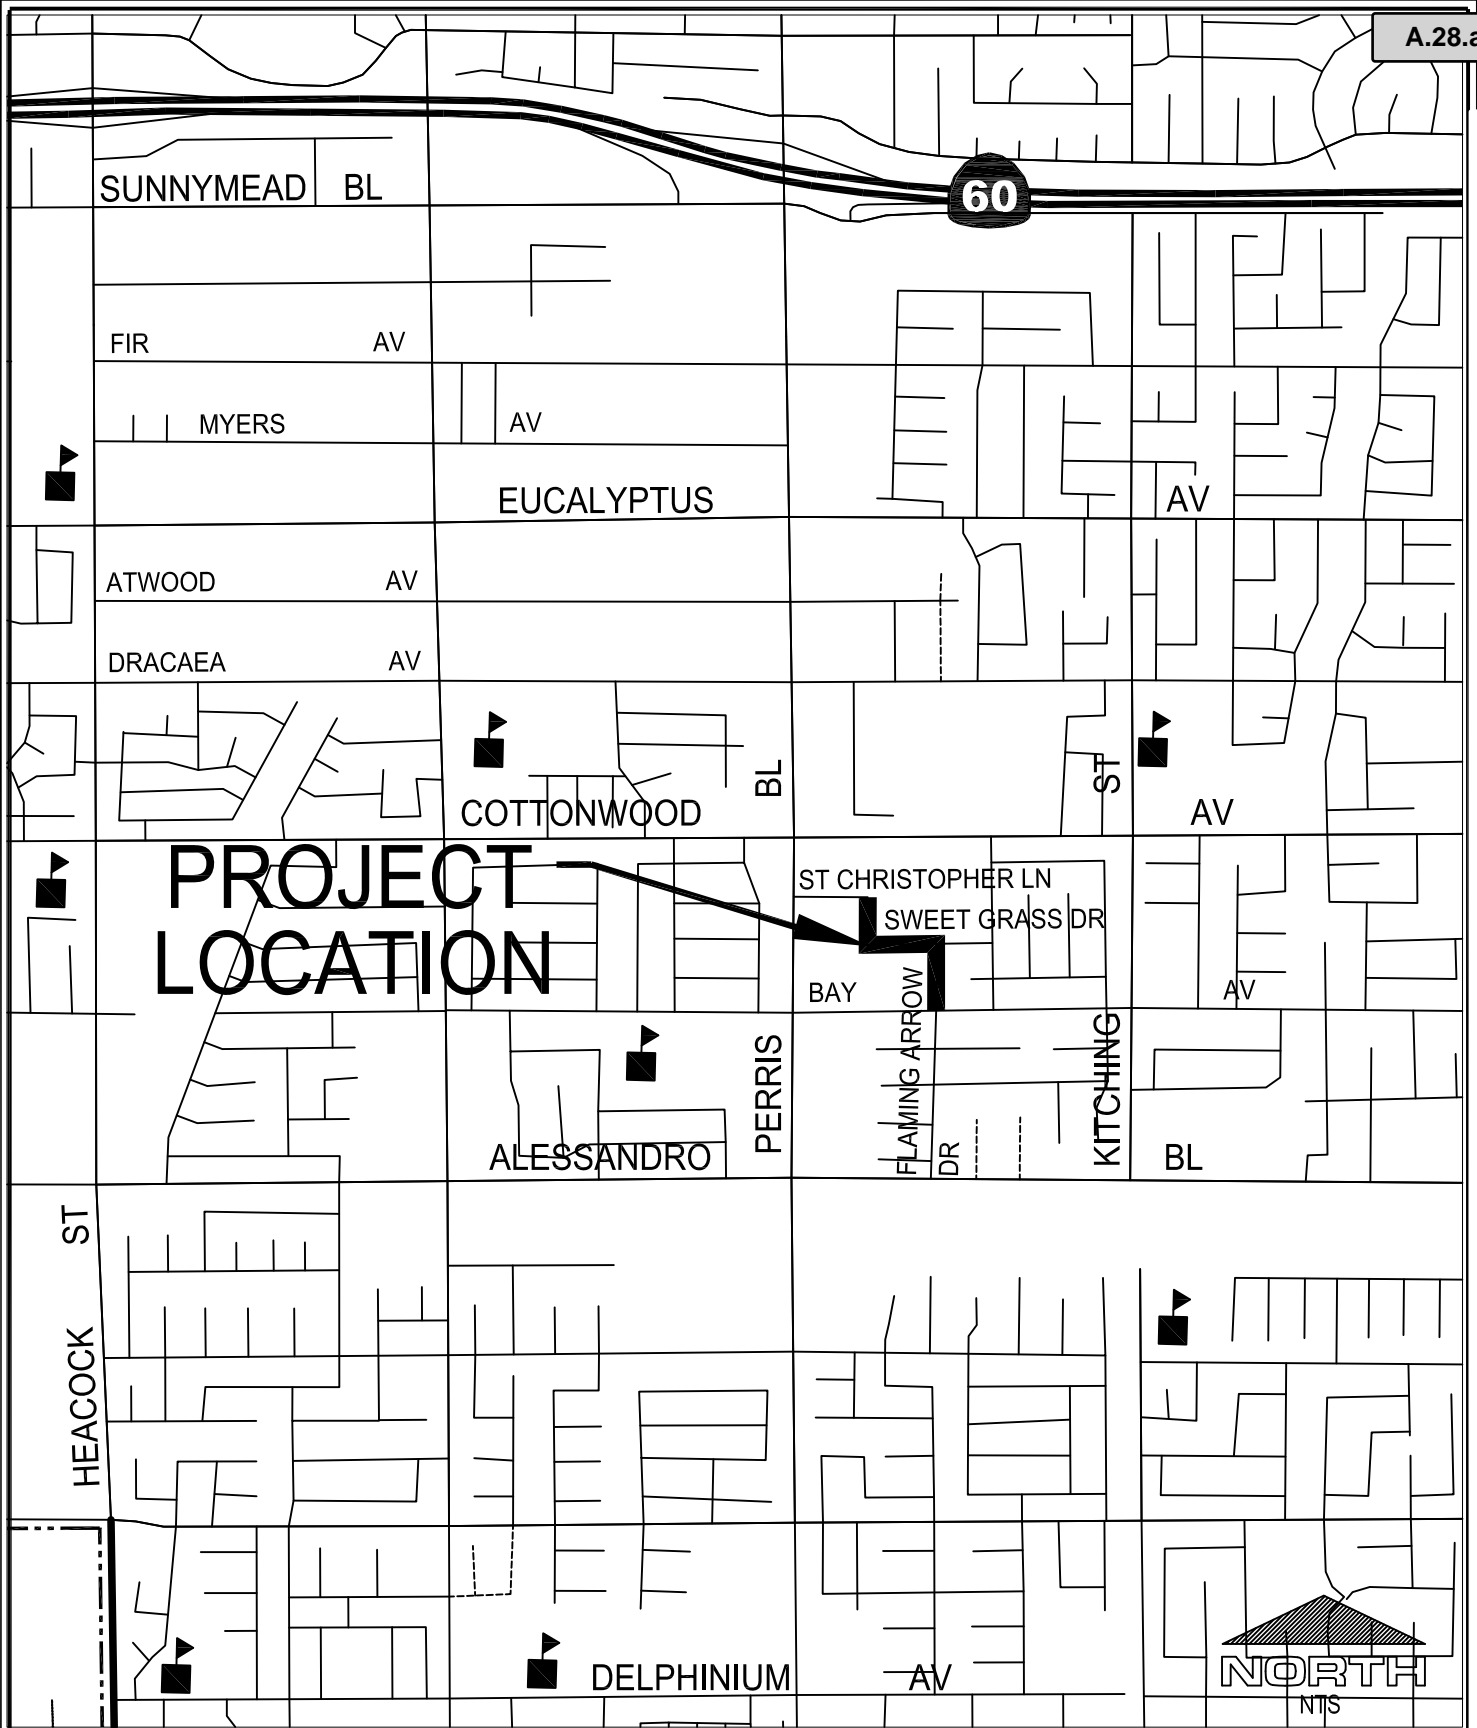 A.28.a
60
SUNNYMEAD BL
FIR AV
MYERS AV
EUCALYPTUS AV
ATWOOD AV
DRACAEA AV
COTTONWOOD AV
BL
ST
PROJECT
LOCATION
ST CHRISTOPHER LN
SWEET GRASS DR
BAY AV
PERRIS
FLAMING ARROW
DR
KITCHING
ALESSANDRO BL
ST
HEACOCK
DELPHINIUM AV
NORTH
NTS